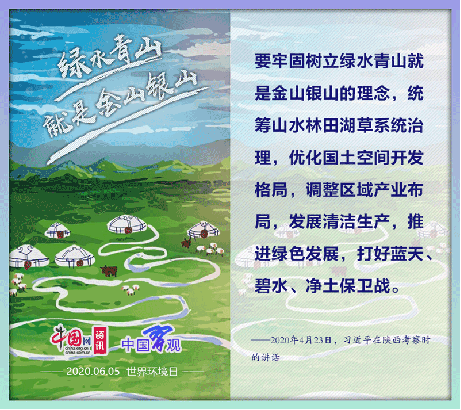 绿水青山
就是金山银山
中国网
资讯
中国习观
2020.06.05 世界环境日
要牢固树立绿水青山就
是金山银山的理念，统
筹山水林田湖草系统治
理，优化国土空间开发
格局，调整区域产业布
局，发展清洁生产，推
进绿色发展，打好蓝天、
碧水、净土保卫战。
——2020年4月23日，习近平在陕西考察时
的讲话